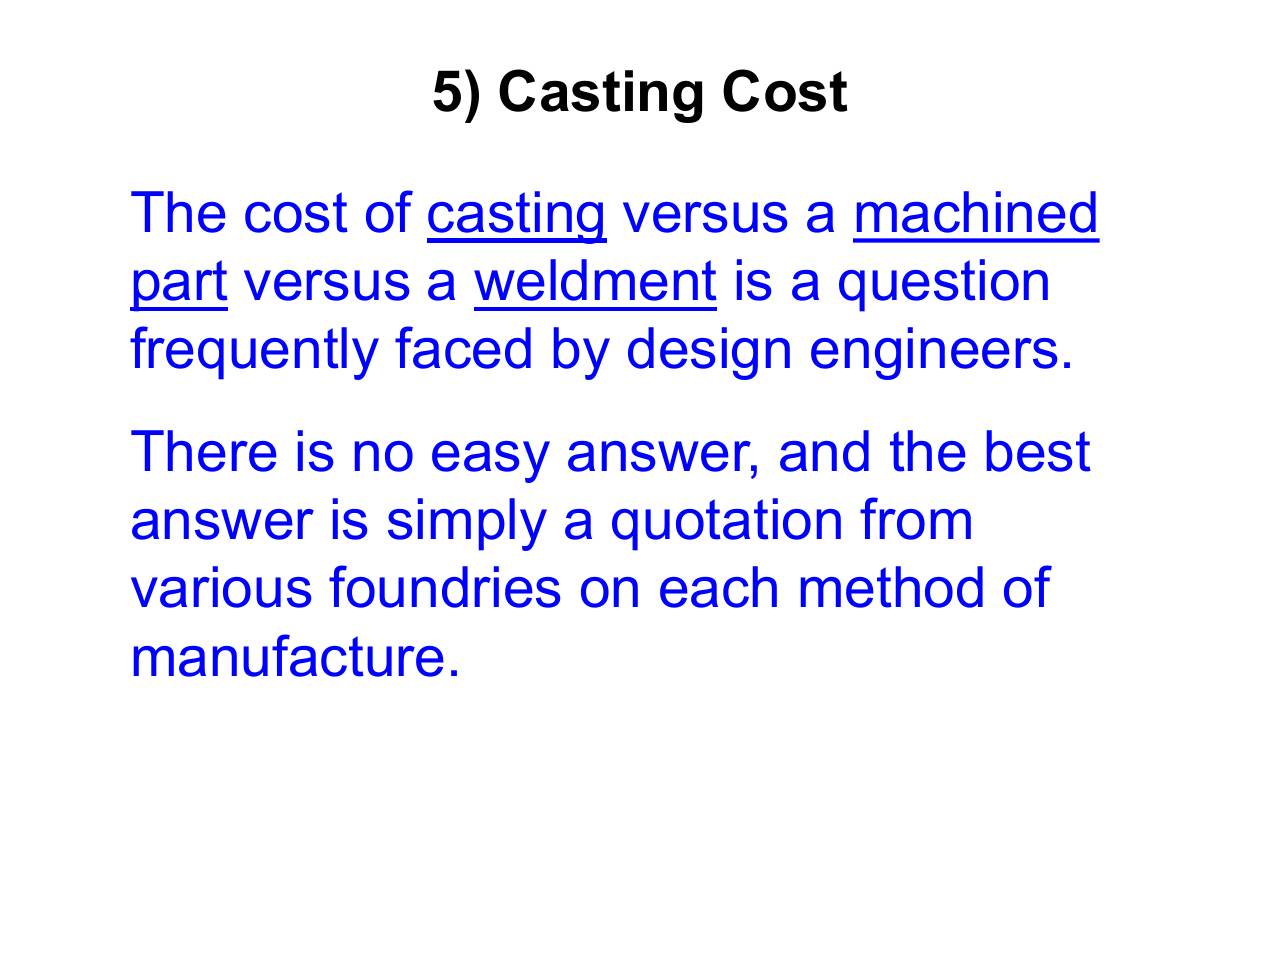 5) Casting Cost
The cost of casting versus a machined
part versus a weldment is a question
frequently faced by design engineers.
There is no easy answer, and the best
answer is simply a quotation from
various foundries on each method of
manufacture.